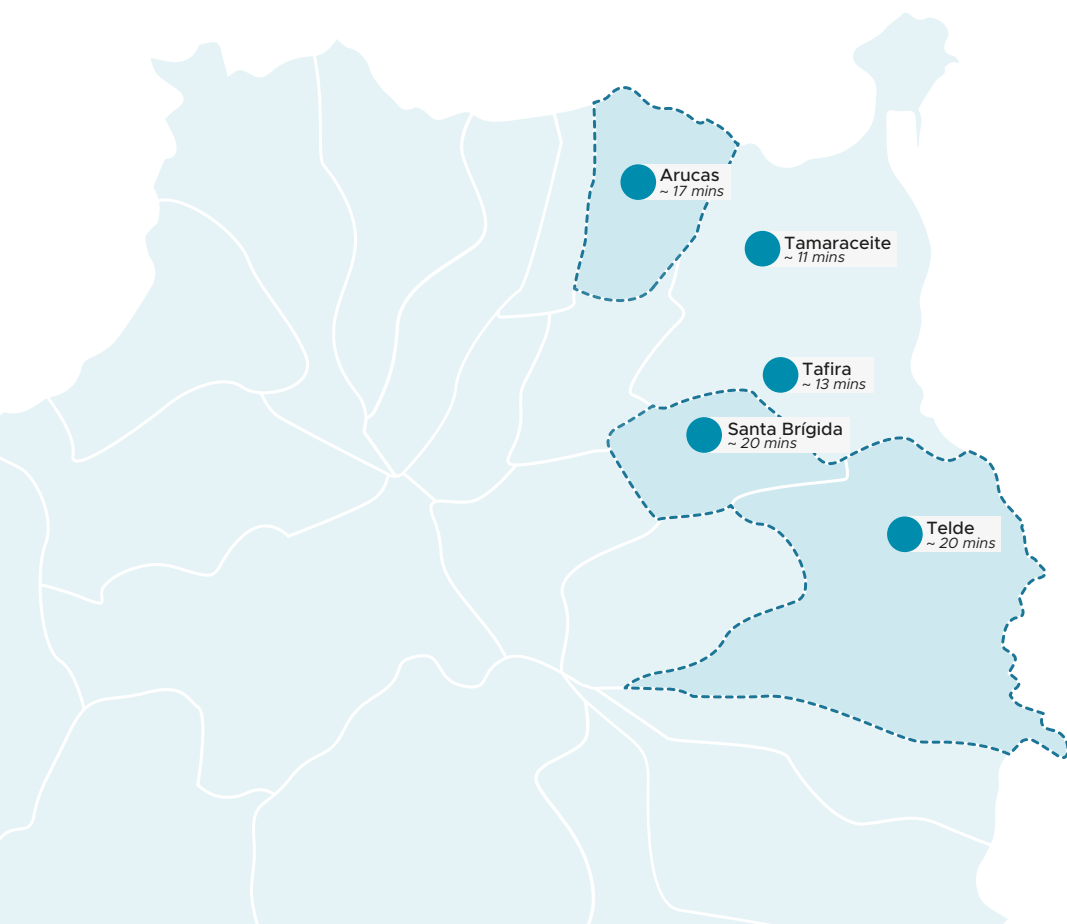 Arucas
~ 17 mins
Tamaraceite
~ 11 mins
Tafira
~ 13 mins
Santa Brígida
~ 20 mins
Telde
~ 20 mins